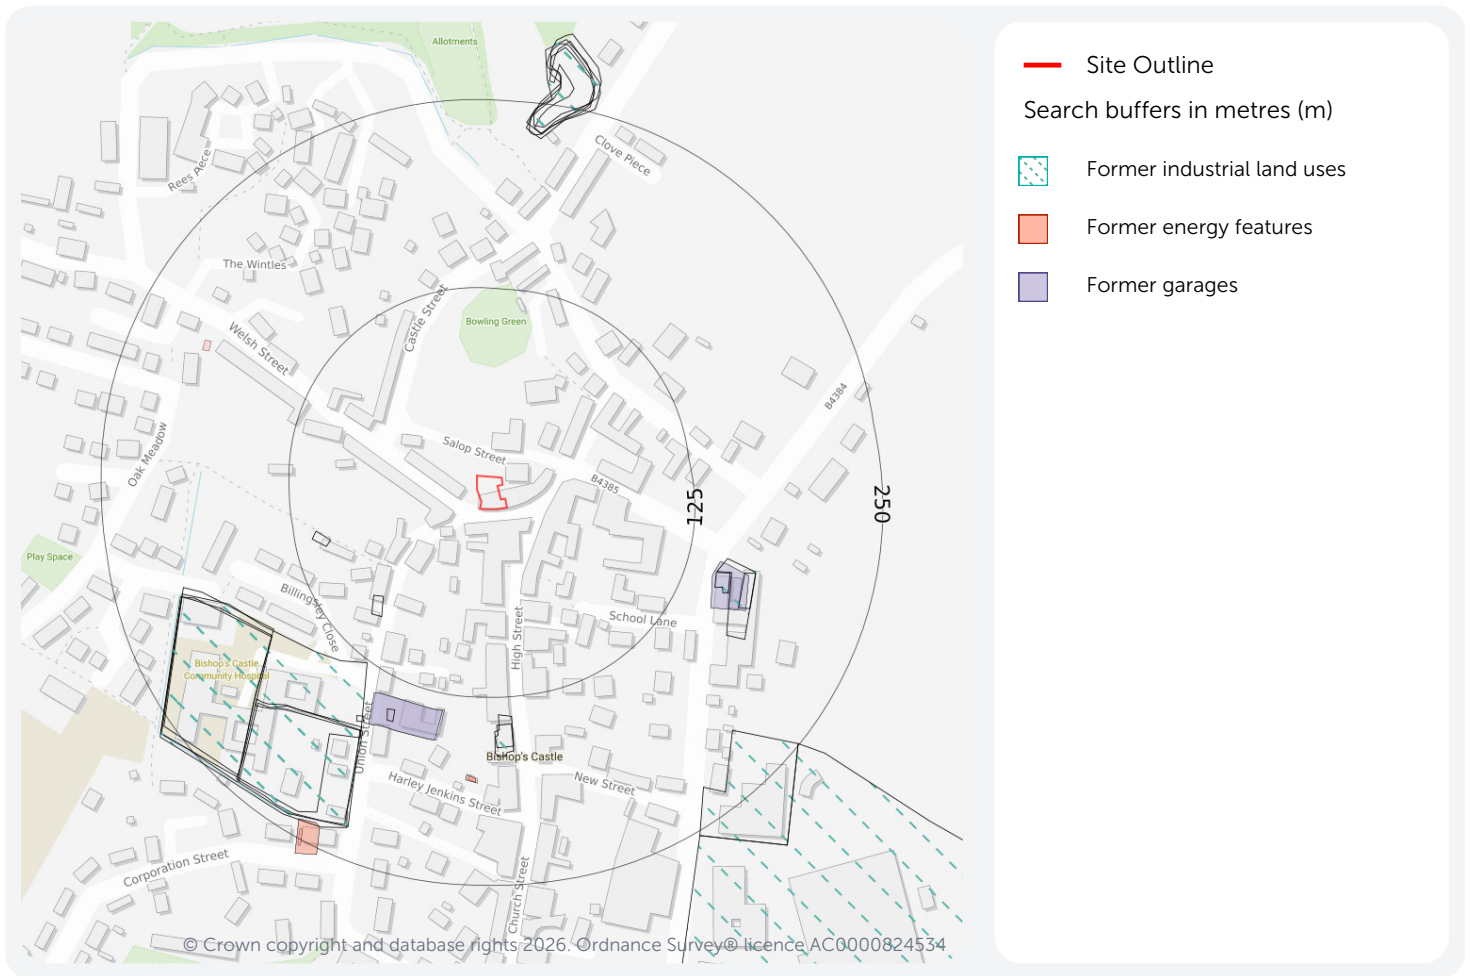 Allotments
Clove Piece
Rees Aece
The Wintles
Castle Street
Bowling Green
Welsh Street
B4384
Oak Meadow
Salop Street
B4385
125
250
Play Space
Billingsley Close
School Lane
High Street
Bishop's Castle
Community Hospital
Union Street
Bishop's Castle
Harley Jenkins Street
New Street
Corporation Street
Church Street
© Crown copyright and database rights 2026. Ordnance Survey® licence AC0000824534
Site Outline
Search buffers in metres (m)
Former industrial land uses
Former energy features
Former garages